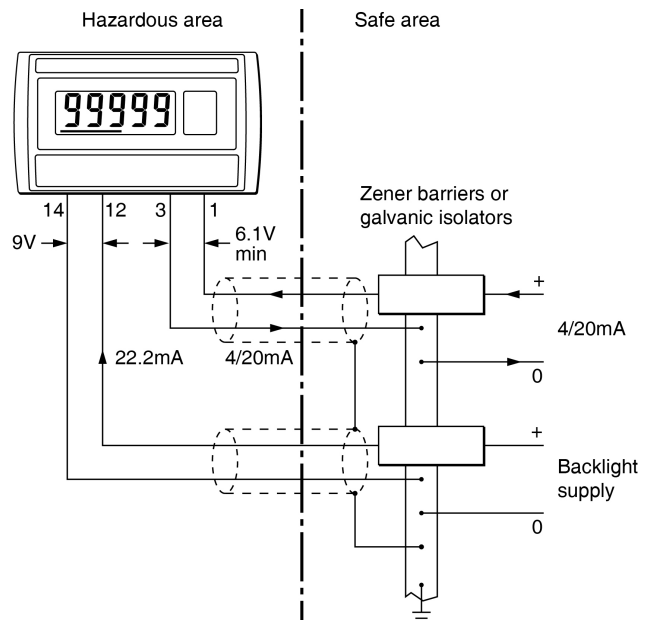 Hazardous area
Safe area
99999
Zener barriers or
galvanic isolators
14
12
3
1
9V
6.1V
min
+
4/20mA
22.2mA
4/20mA
0
+
Backlight
supply
0